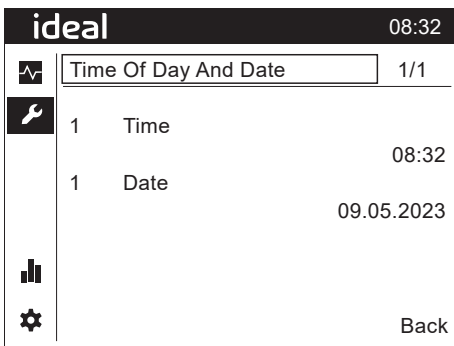 ideal 08:32
Time Of Day And Date 1/1
1 Time
08:32
1 Date
09.05.2023
Back